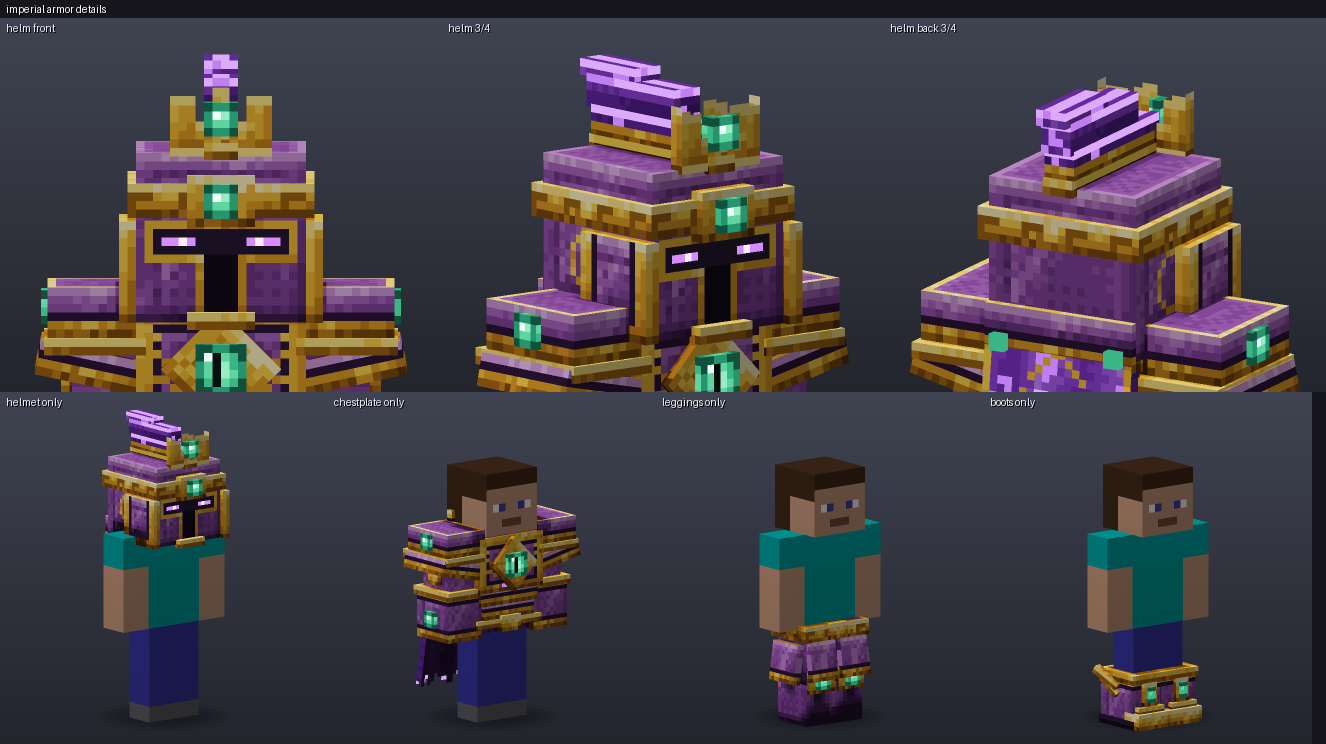 imperial armor details
helm front
helm 3/4
helm back 3/4
helmet only
chestplate only
leggings only
boots only